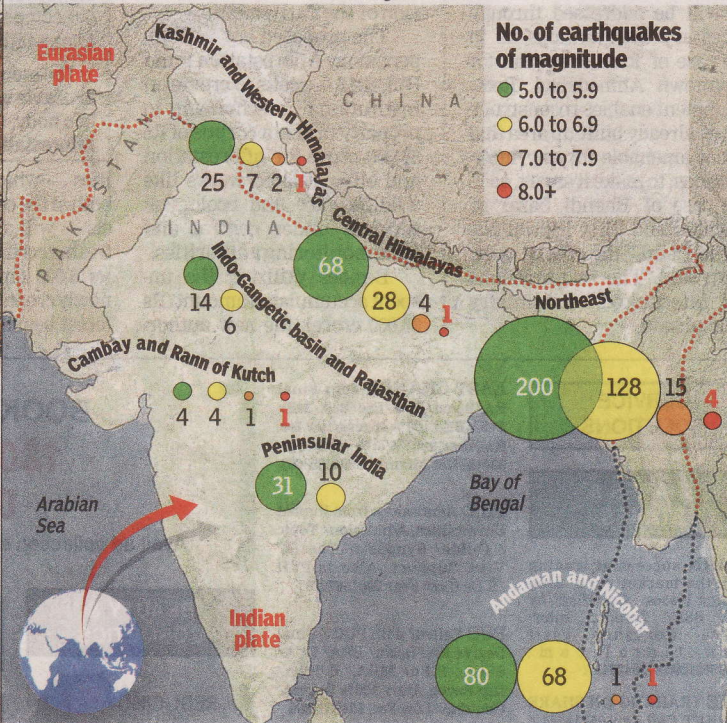 No. of earthquakes
of magnitude
5.0 to 5.9
6.0 to 6.9
7.0 to 7.9
8.0+
Eurasian
plate
Kashmir and Western Himalayas
CHINA
PAKISTAN
25 7 2 1
INDIA
Central Himalayas
68 28 4 1
Indo-Gangetic basin and Rajasthan
14 6
Northeast
200 128 15 4
Cambay and Rann of Kutch
4 4 1 1
Peninsular India
31 10
Arabian
Sea
Bay of
Bengal
Indian
plate
Andaman and Nicobar
80 68 1 1